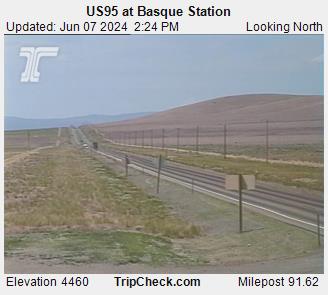 US95 at Basque Station
Updated: Jun 07 2024 2:24 PM Looking North
Elevation 4460 TripCheck.com Milepost 91.62